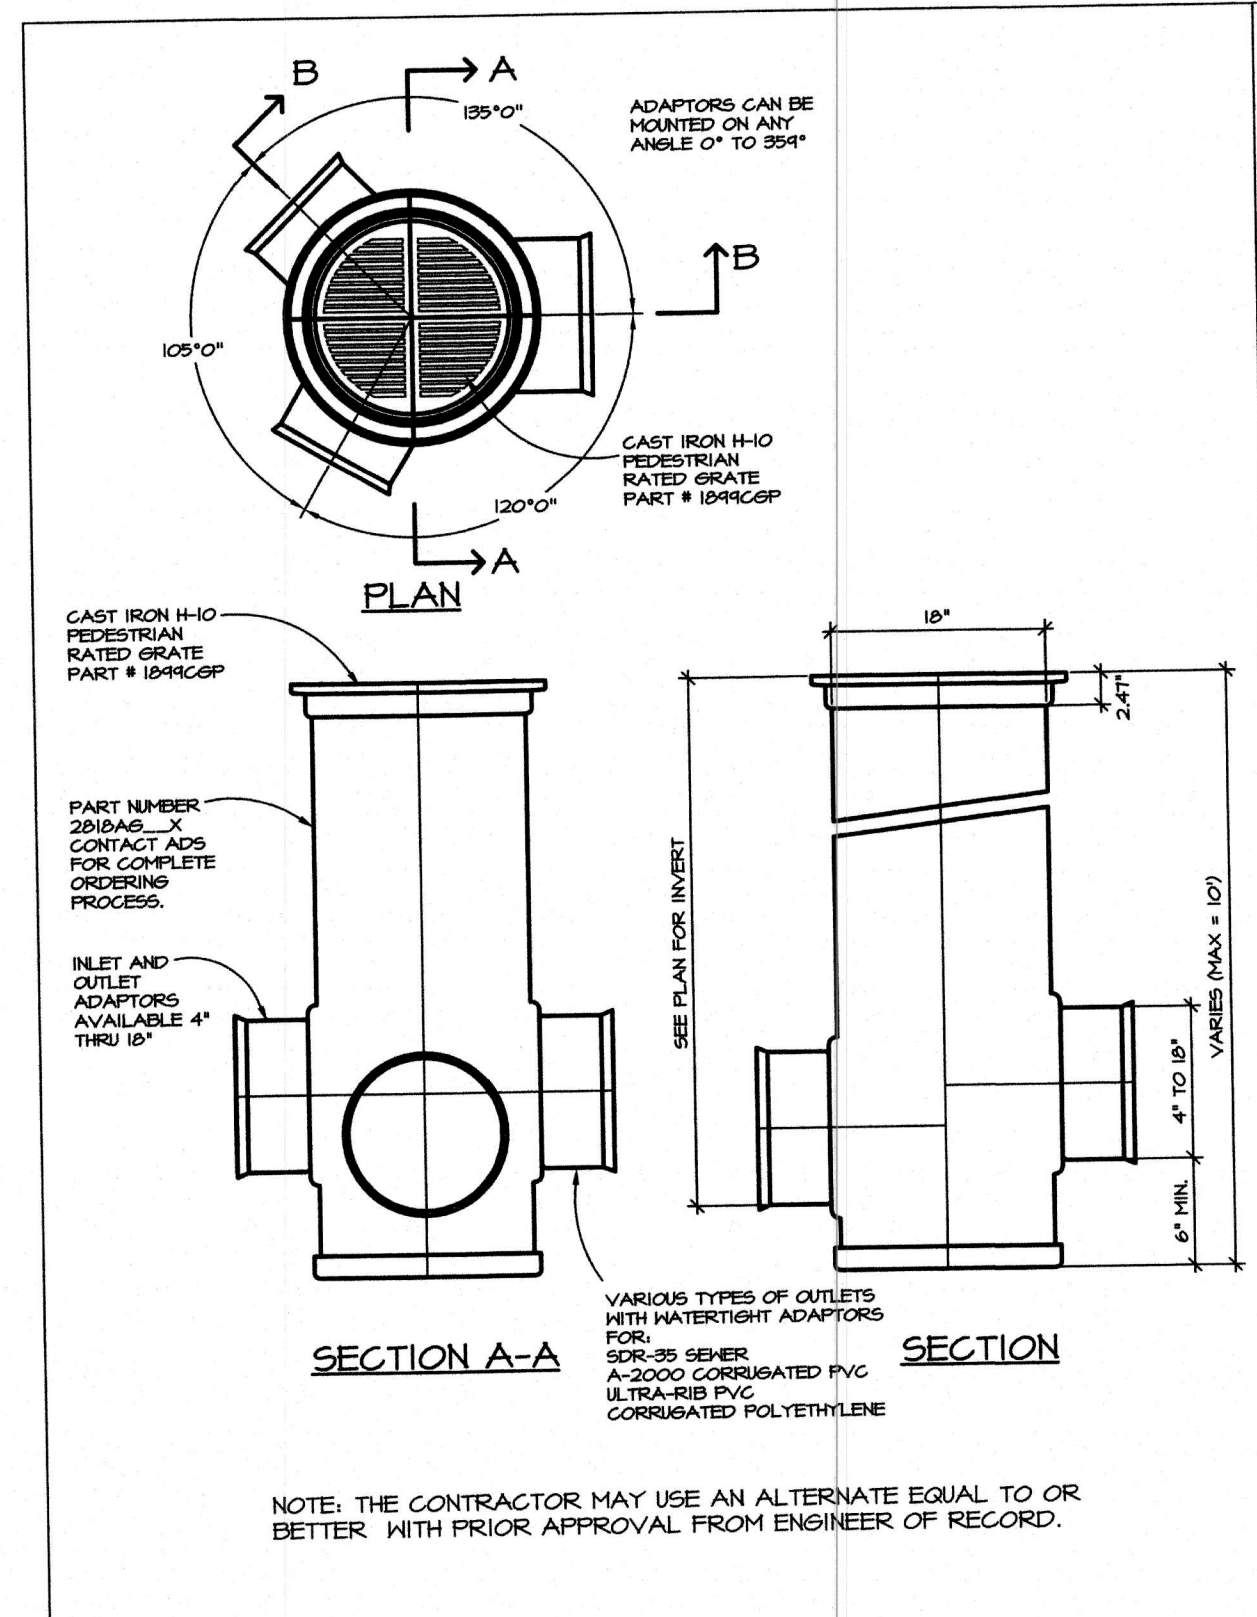 B
A
135°0"
ADAPTORS CAN BE
MOUNTED ON ANY
ANGLE 0° TO 359°
B
105°0"
CAST IRON H-10
PEDESTRIAN
RATED GRATE
PART # 1899CGP
120°0"
A
PLAN
CAST IRON H-10
PEDESTRIAN
RATED GRATE
PART # 1899CGP
18"
2.47"
PART NUMBER
2818AG__X
CONTACT ADS
FOR COMPLETE
ORDERING
PROCESS.
SEE PLAN FOR INVERT
VARIES (MAX = 10')
INLET AND
OUTLET
ADAPTORS
AVAILABLE 4"
THRU 18"
4" TO 18"
6" MIN.
VARIOUS TYPES OF OUTLETS
WITH WATERTIGHT ADAPTORS
FOR:
SDR-35 SEWER
A-2000 CORRUGATED PVC
ULTRA-RIB PVC
CORRUGATED POLYETHYLENE
SECTION A-A
SECTION
NOTE: THE CONTRACTOR MAY USE AN ALTERNATE EQUAL TO OR
BETTER WITH PRIOR APPROVAL FROM ENGINEER OF RECORD.